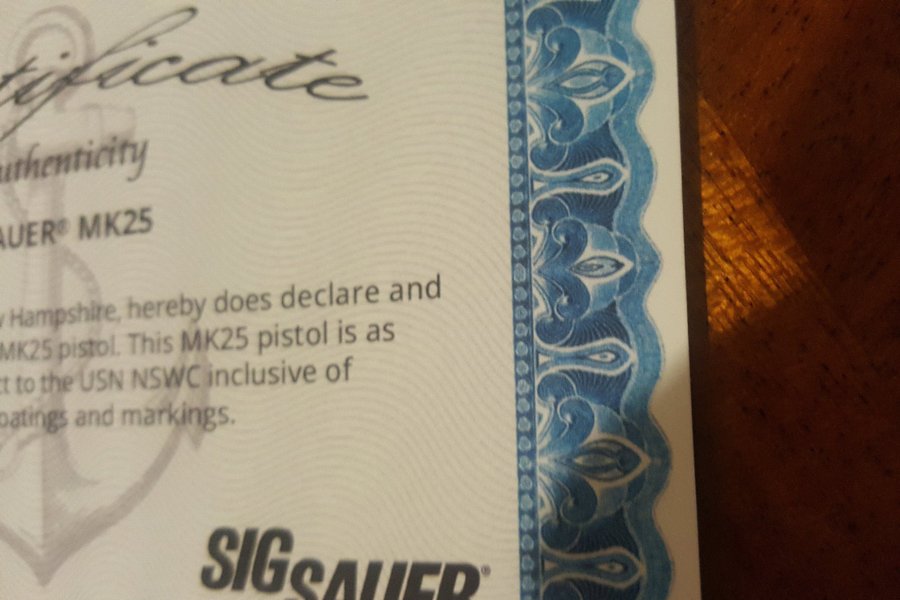 tificate
uthenticity
AUER® MK25
Hampshire, hereby does declare and
MK25 pistol. This MK25 pistol is as
ct to the USN NSWC inclusive of
oatings and markings.
SIG
SAUER®